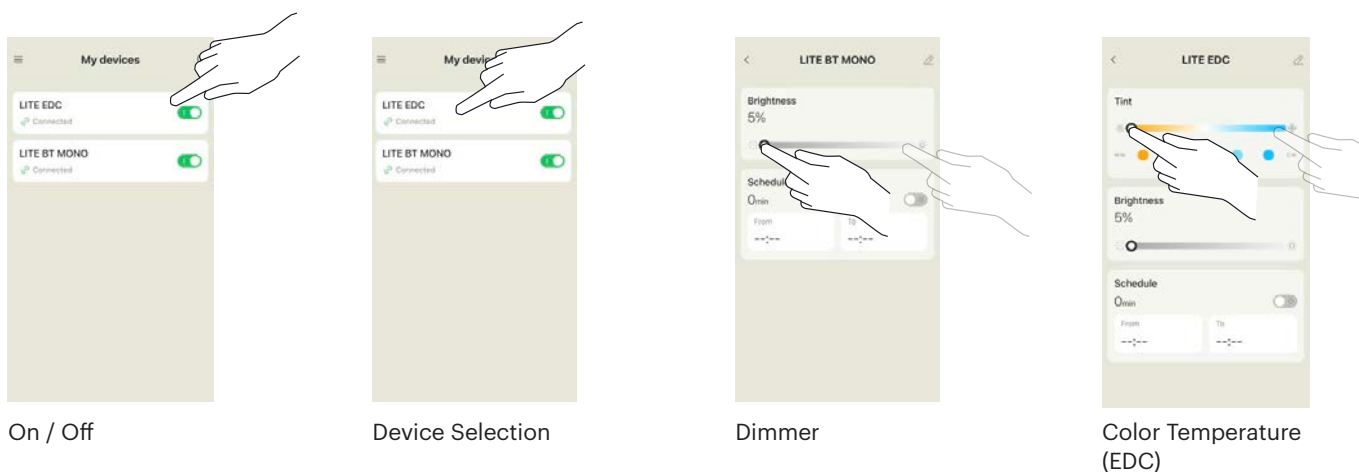 My devices
LITE EDC
Connected
LITE BT MONO
Connected
On / Off
My
LITE EDC
Connected
LITE BT MONO
Connected
Device Selection
LITE BT MONO
Brightness
5%
Schedule
0min
From
To
--:--
--:--
Dimmer
LITE EDC
Tint
Brightness
5%
Schedule
0min
From
To
--:--
--:--
Color Temperature
(EDC)